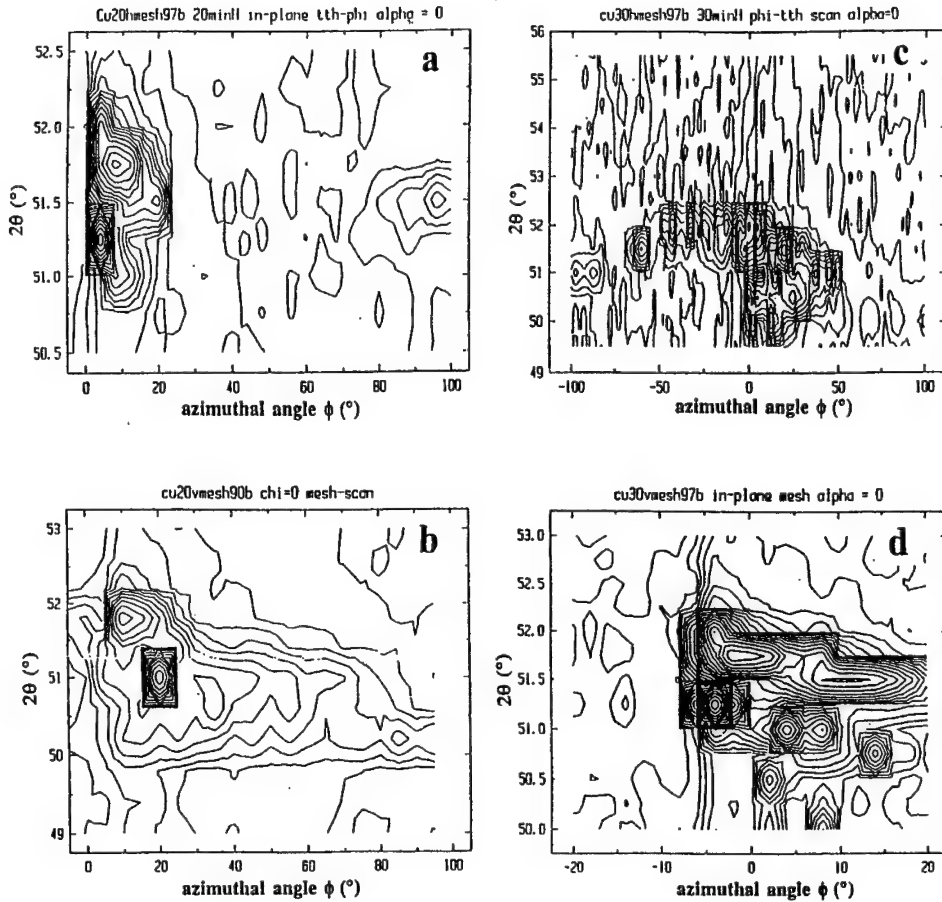 Cu20hmesh97b 20minH in-plane tth-phi alpha = 0
a
52.5
52.0
51.5
51.0
50.5
2θ (°)
0 20 40 60 80 100
azimuthal angle ϕ (°)
cu30hmesh97b 30minH phi-tth scan alpha=0
c
56
55
54
53
52
51
50
49
2θ (°)
-100 -50 0 50 100
azimuthal angle ϕ (°)
cu20vmesh90b chi=0 mesh-scan
b
53
52
51
50
49
2θ (°)
0 20 40 60 80 100
azimuthal angle ϕ (°)
cu30vmesh97b in-plane mesh alpha = 0
d
53.0
52.5
52.0
51.5
51.0
50.5
50.0
2θ (°)
-20 -10 0 10 20
azimuthal angle ϕ (°)